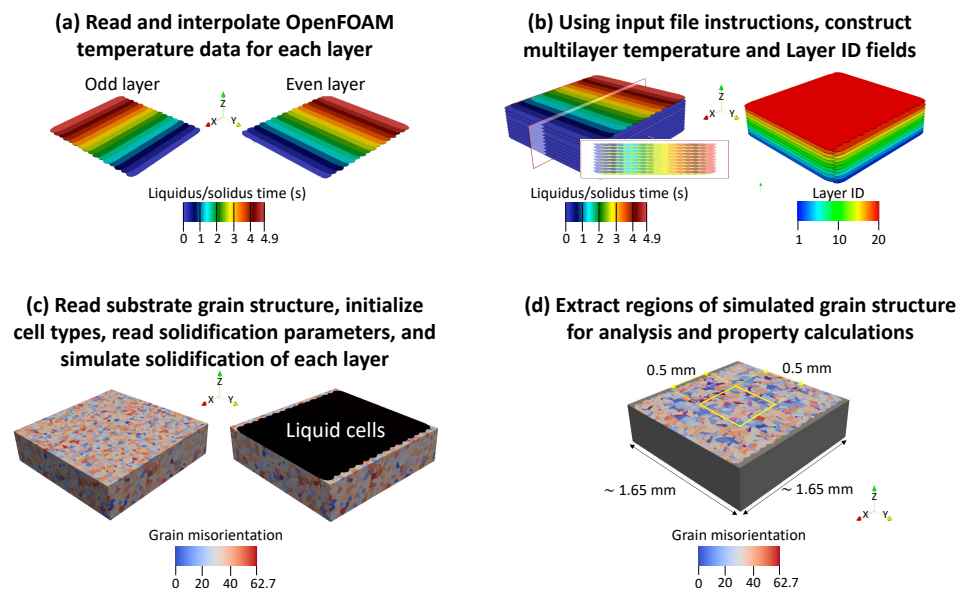 (a) Read and interpolate OpenFOAM
temperature data for each layer
Odd layer
Even layer
Z
X
Y
Liquidus/solidus time (s)
0 1 2 3 4 4.9
(b) Using input file instructions, construct
multilayer temperature and Layer ID fields
Z
X
Y
Liquidus/solidus time (s)
0 1 2 3 4 4.9
Layer ID
1 10 20
(c) Read substrate grain structure, initialize
cell types, read solidification parameters, and
simulate solidification of each layer
Z
X
Y
Liquid cells
Grain misorientation
0 20 40 62.7
(d) Extract regions of simulated grain structure
for analysis and property calculations
0.5 mm
0.5 mm
~ 1.65 mm
~ 1.65 mm
Z
X
Y
Grain misorientation
0 20 40 62.7